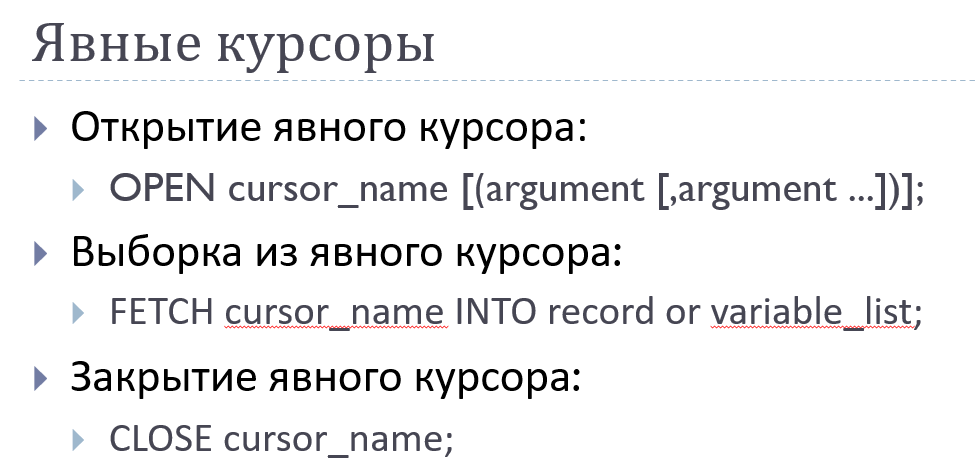 Явные курсоры
Открытие явного курсора:
OPEN cursor_name [(argument [,argument ...])];
Выборка из явного курсора:
FETCH cursor_name INTO record or variable_list;
Закрытие явного курсора:
CLOSE cursor_name;